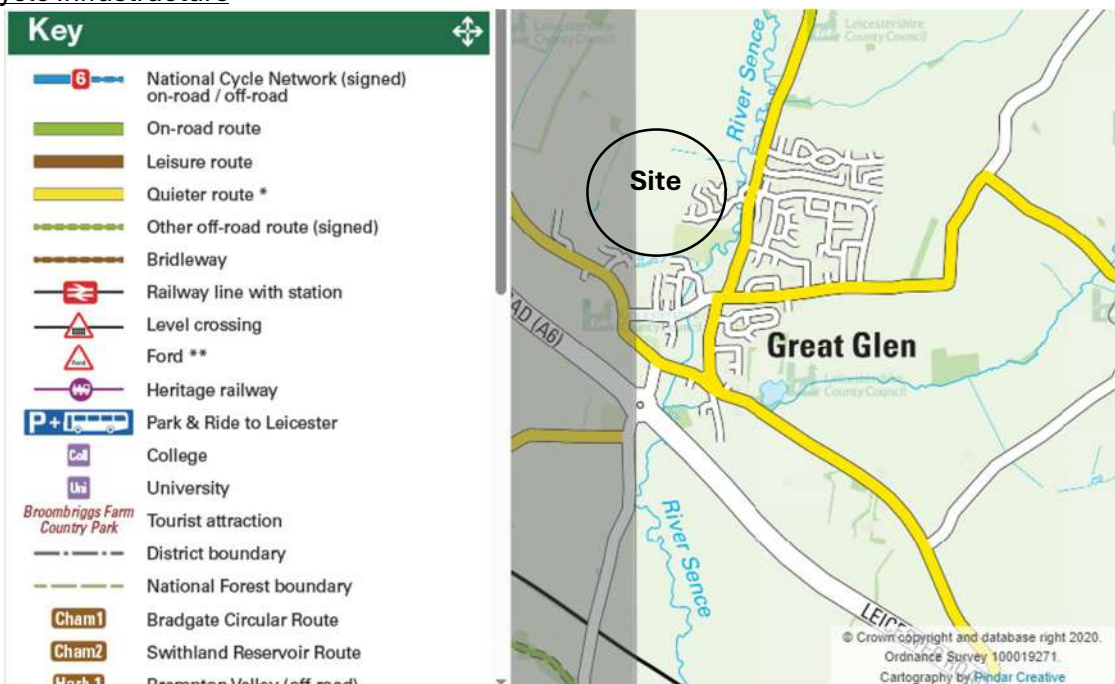 Key
6
National Cycle Network (signed)
on-road / off-road
On-road route
Leisure route
Quieter route *
Other off-road route (signed)
Bridleway
Railway line with station
Level crossing
Ford **
Heritage railway
P+ Park & Ride to Leicester
Coll College
Uni University
Broombriggs Farm
Country Park
Tourist attraction
District boundary
National Forest boundary
Cham1 Bradgate Circular Route
Cham2 Swithland Reservoir Route
Leicestershire
County Council
Leicestershire
County Council
River Sence
Site
(A6)
Great Glen
Leicestershire
County Council
River Sence
© Crown copyright and database right 2020.
Ordnance Survey 100019271.
Cartography by Pindar Creative